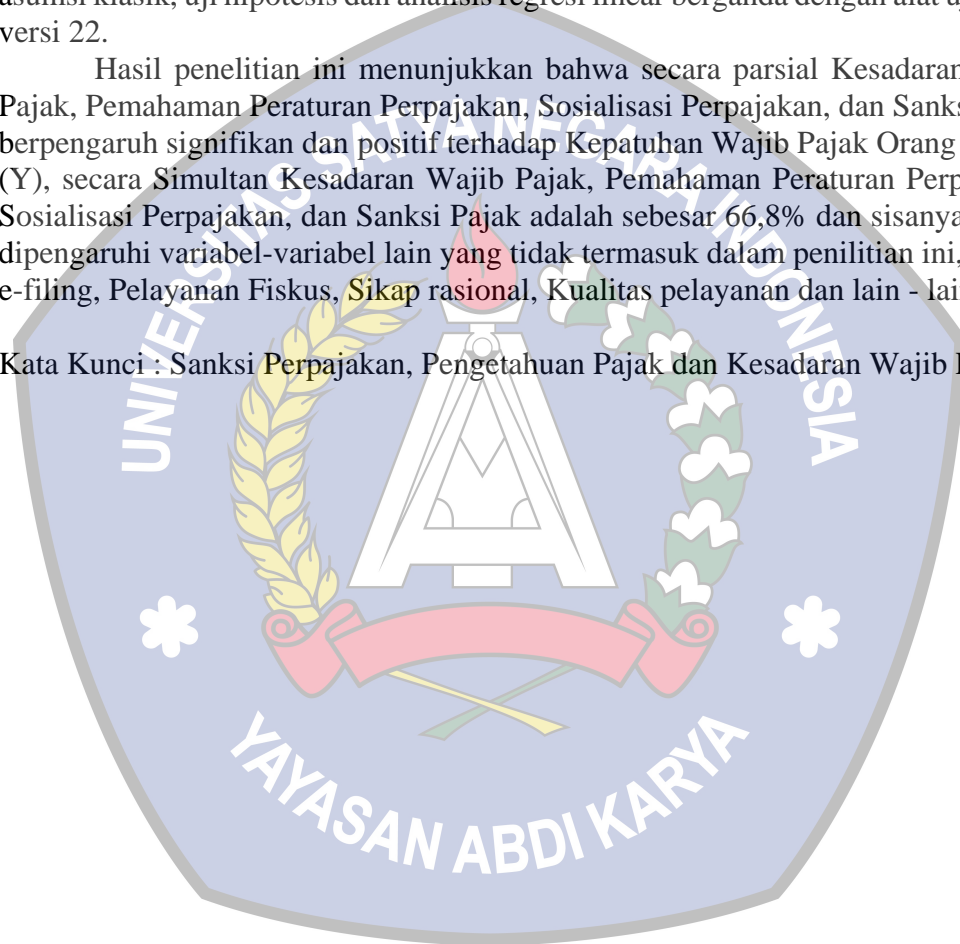 asumsi klasik, uji hipotesis dan analisis regresi linear berganda dengan alat
versi 22.
Hasil penelitian ini menunjukkan bahwa secara parsial Kesadaran
Pajak, Pemahaman Peraturan Perpajakan, Sosialisasi Perpajakan, dan
berpengaruh signifikan dan positif terhadap Kepatuhan Wajib Pajak Orang
(Y), secara Simultan Kesadaran Wajib Pajak, Pemahaman Peraturan
Sosialisasi Perpajakan, dan Sanksi Pajak adalah sebesar 66,8% dan sisanya
dipengaruhi variabel-variabel lain yang tidak termasuk dalam penilitian ini,
e-filing, Pelayanan Fiskus, Sikap rasional, Kualitas pelayanan dan lain -
Kata Kunci : Sanksi Perpajakan, Pengetahuan Pajak dan Kesadaran Wajib
UNIVERSITAS SATYA NEGARA INDONESIA
YAYASAN ABDI KARYA